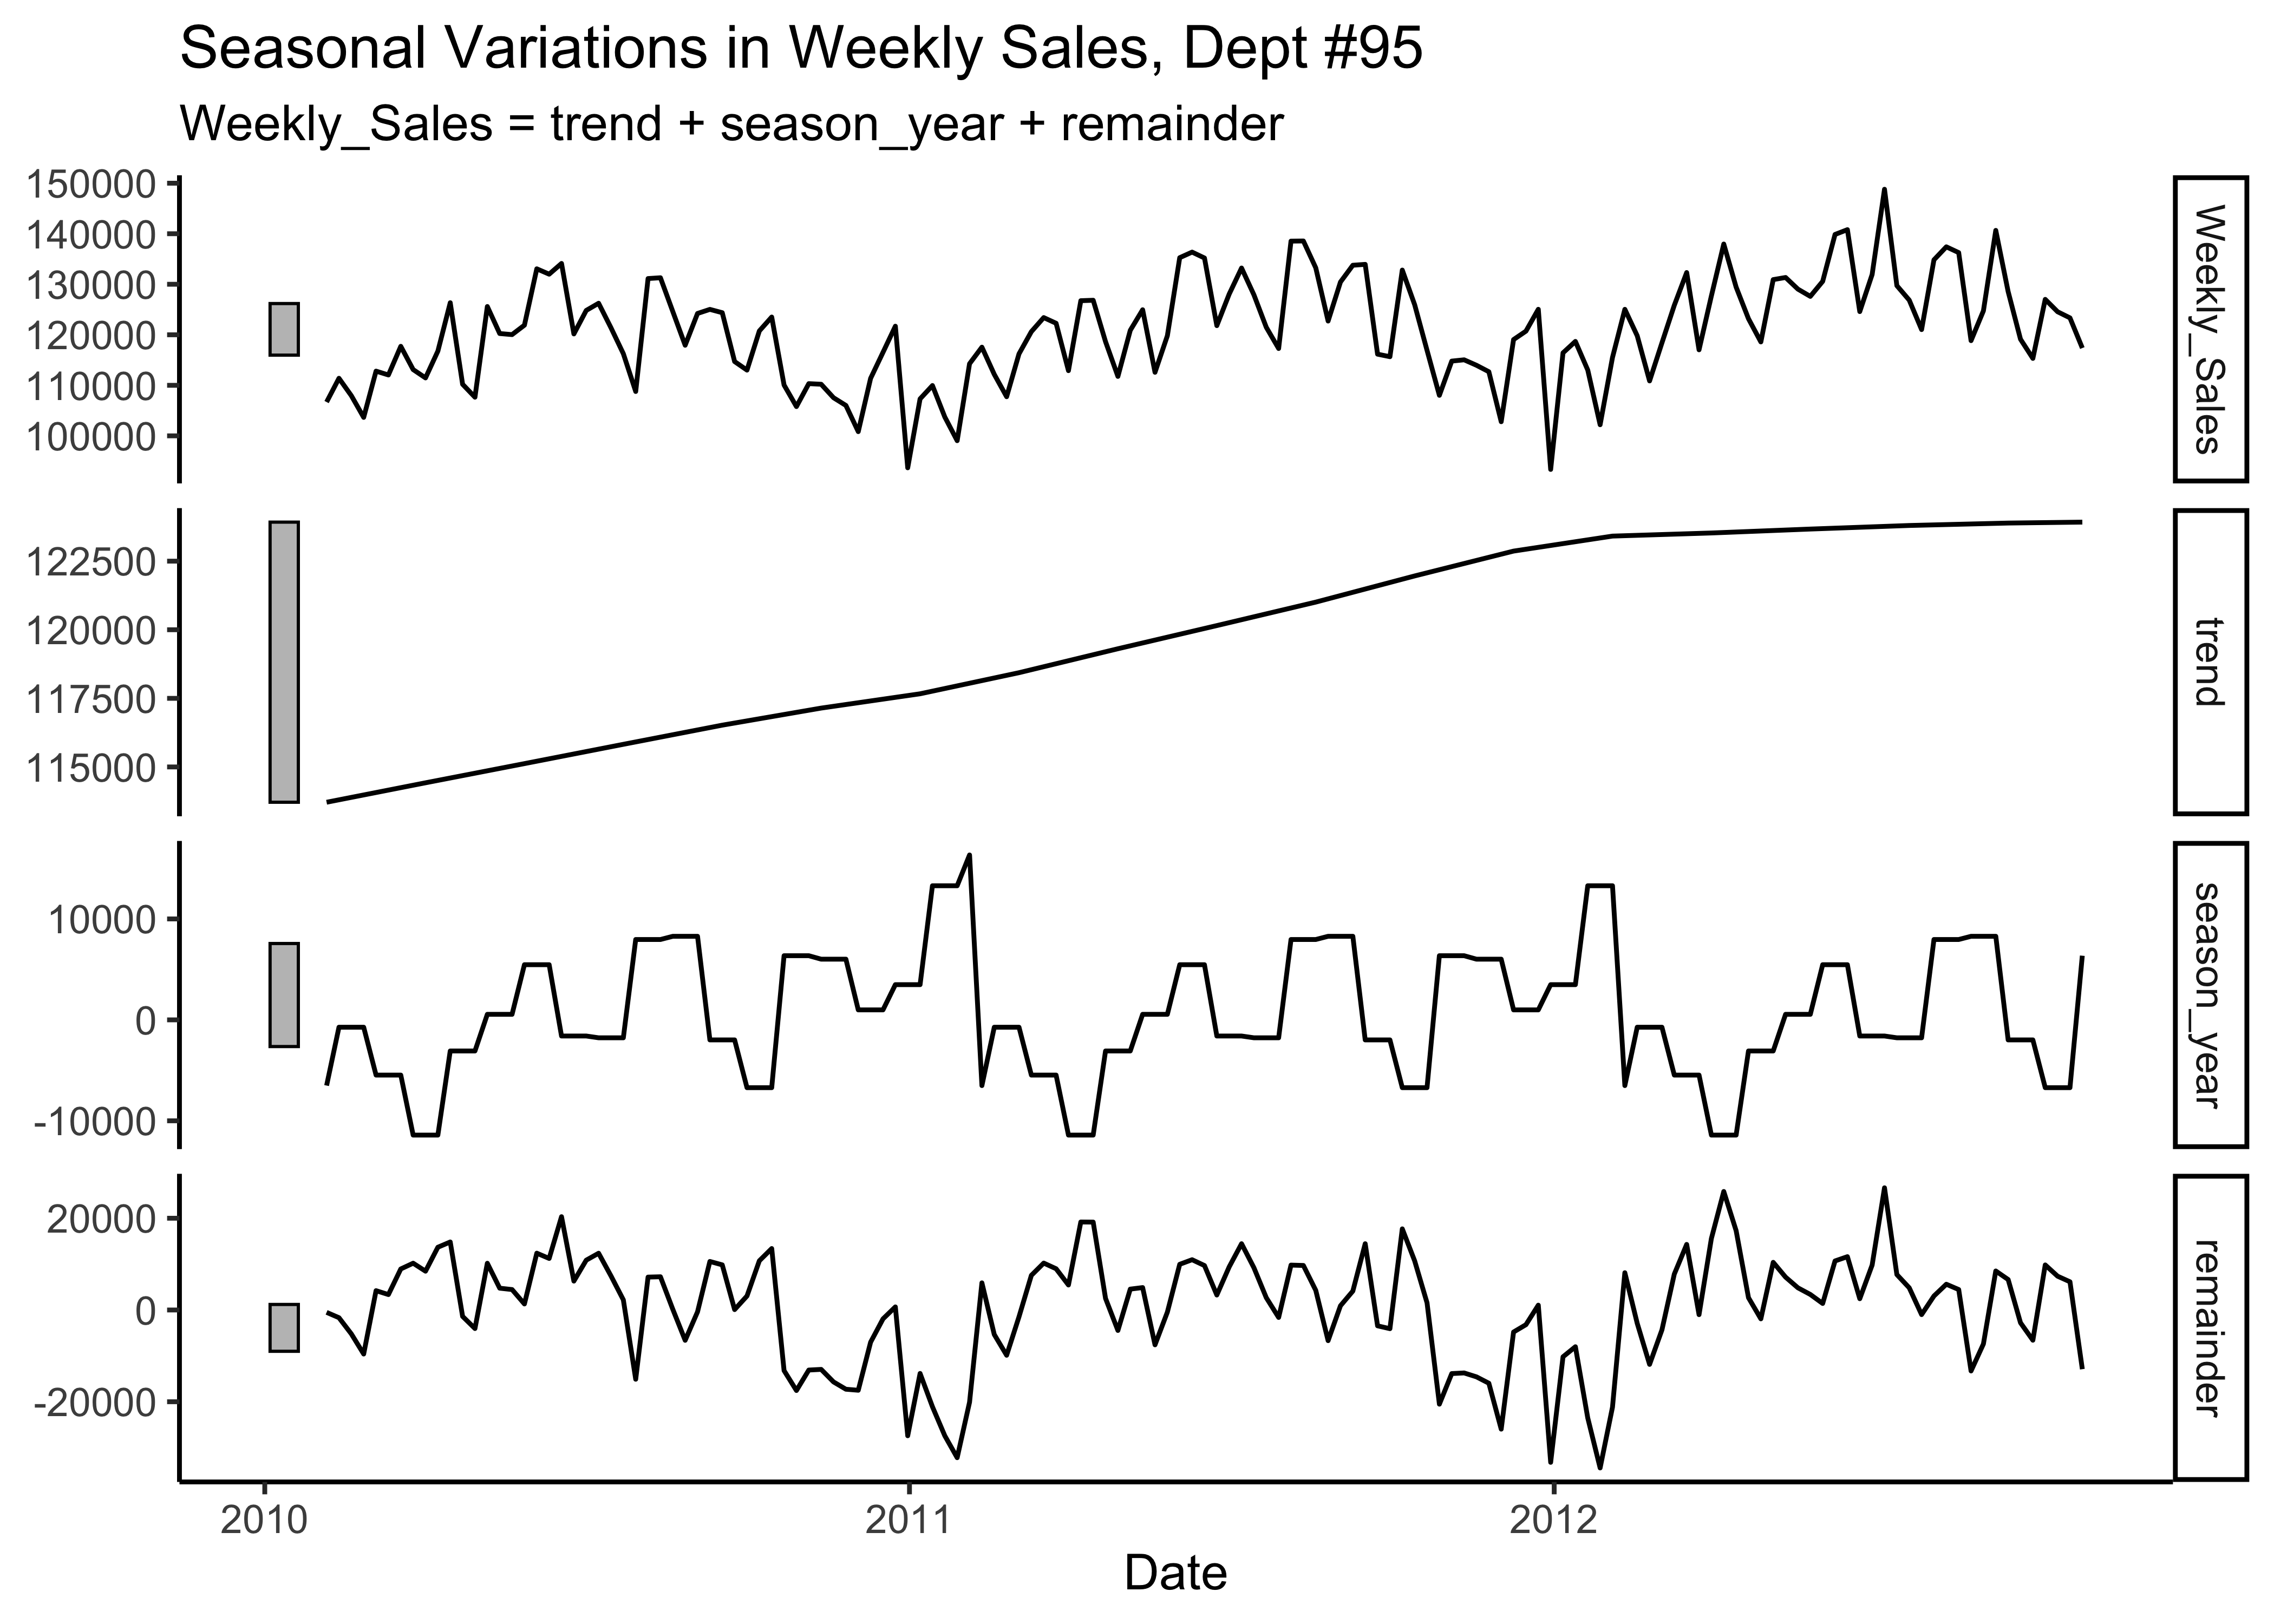 Seasonal Variations in Weekly Sales, Dept #95
Weekly_Sales = trend + season_year + remainder
150000
140000
130000
120000
110000
100000
Weekly_Sales
122500
120000
117500
115000
trend
10000
0
-10000
season_year
20000
0
-20000
remainder
2010
2011
2012
Date